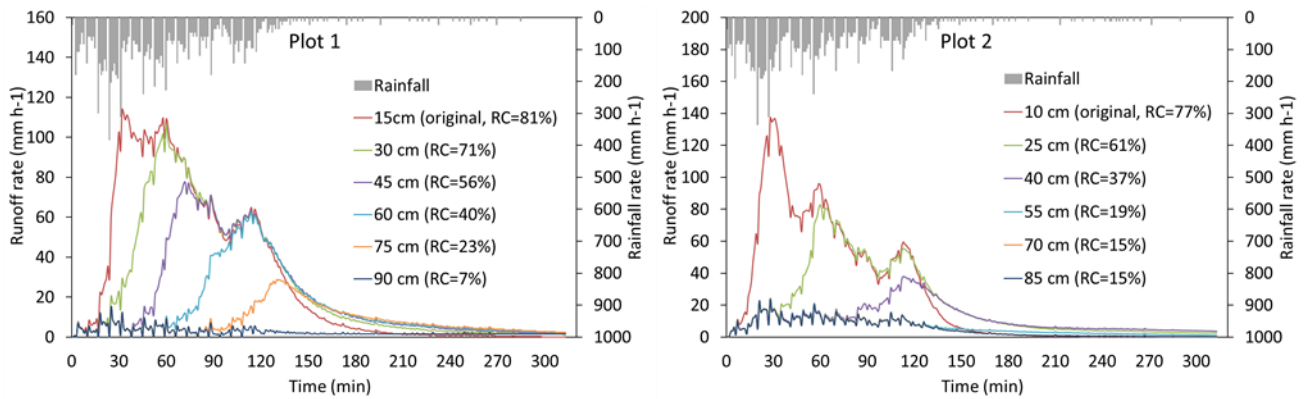 Plot 1
Runoff rate (mm h-1)
160
140
120
100
80
60
40
20
0
0
30
60
90
120
150
180
210
240
270
300
Time (min)
0
100
200
300
400
500
600
700
800
900
1000
Rainfall rate (mm h-1)
Rainfall
15cm (original, RC=81%)
30 cm (RC=71%)
45 cm (RC=56%)
60 cm (RC=40%)
75 cm (RC=23%)
90 cm (RC=7%)
Plot 2
Runoff rate (mm h-1)
200
180
160
140
120
100
80
60
40
20
0
0
30
60
90
120
150
180
210
240
270
300
Time (min)
0
100
200
300
400
500
600
700
800
900
1000
Rainfall rate (mm h-1)
Rainfall
10 cm (original, RC=77%)
25 cm (RC=61%)
40 cm (RC=37%)
55 cm (RC=19%)
70 cm (RC=15%)
85 cm (RC=15%)